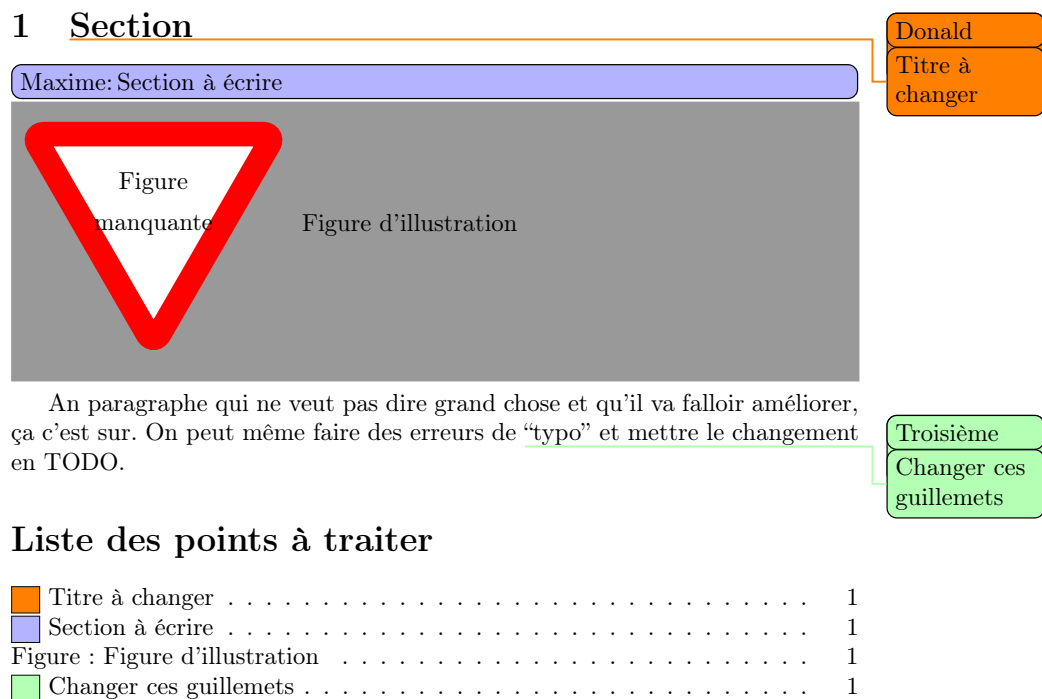 1 Section
Donald
Titre à
changer
Maxime: Section à écrire
Figure
manquante
Figure d'illustration
An paragraphe qui ne veut pas dire grand chose et qu'il va falloir améliorer,
ça c'est sur. On peut même faire des erreurs de “typo” et mettre le changement
en TODO.
Troisième
Changer ces
guillemets
Liste des points à traiter
Titre à changer . . . . . . . . . . . . . . . . . . . . . . . . . . . . . . . 1
Section à écrire . . . . . . . . . . . . . . . . . . . . . . . . . . . . . . . 1
Figure : Figure d'illustration . . . . . . . . . . . . . . . . . . . . . . . . . 1
Changer ces guillemets . . . . . . . . . . . . . . . . . . . . . . . . . . . 1